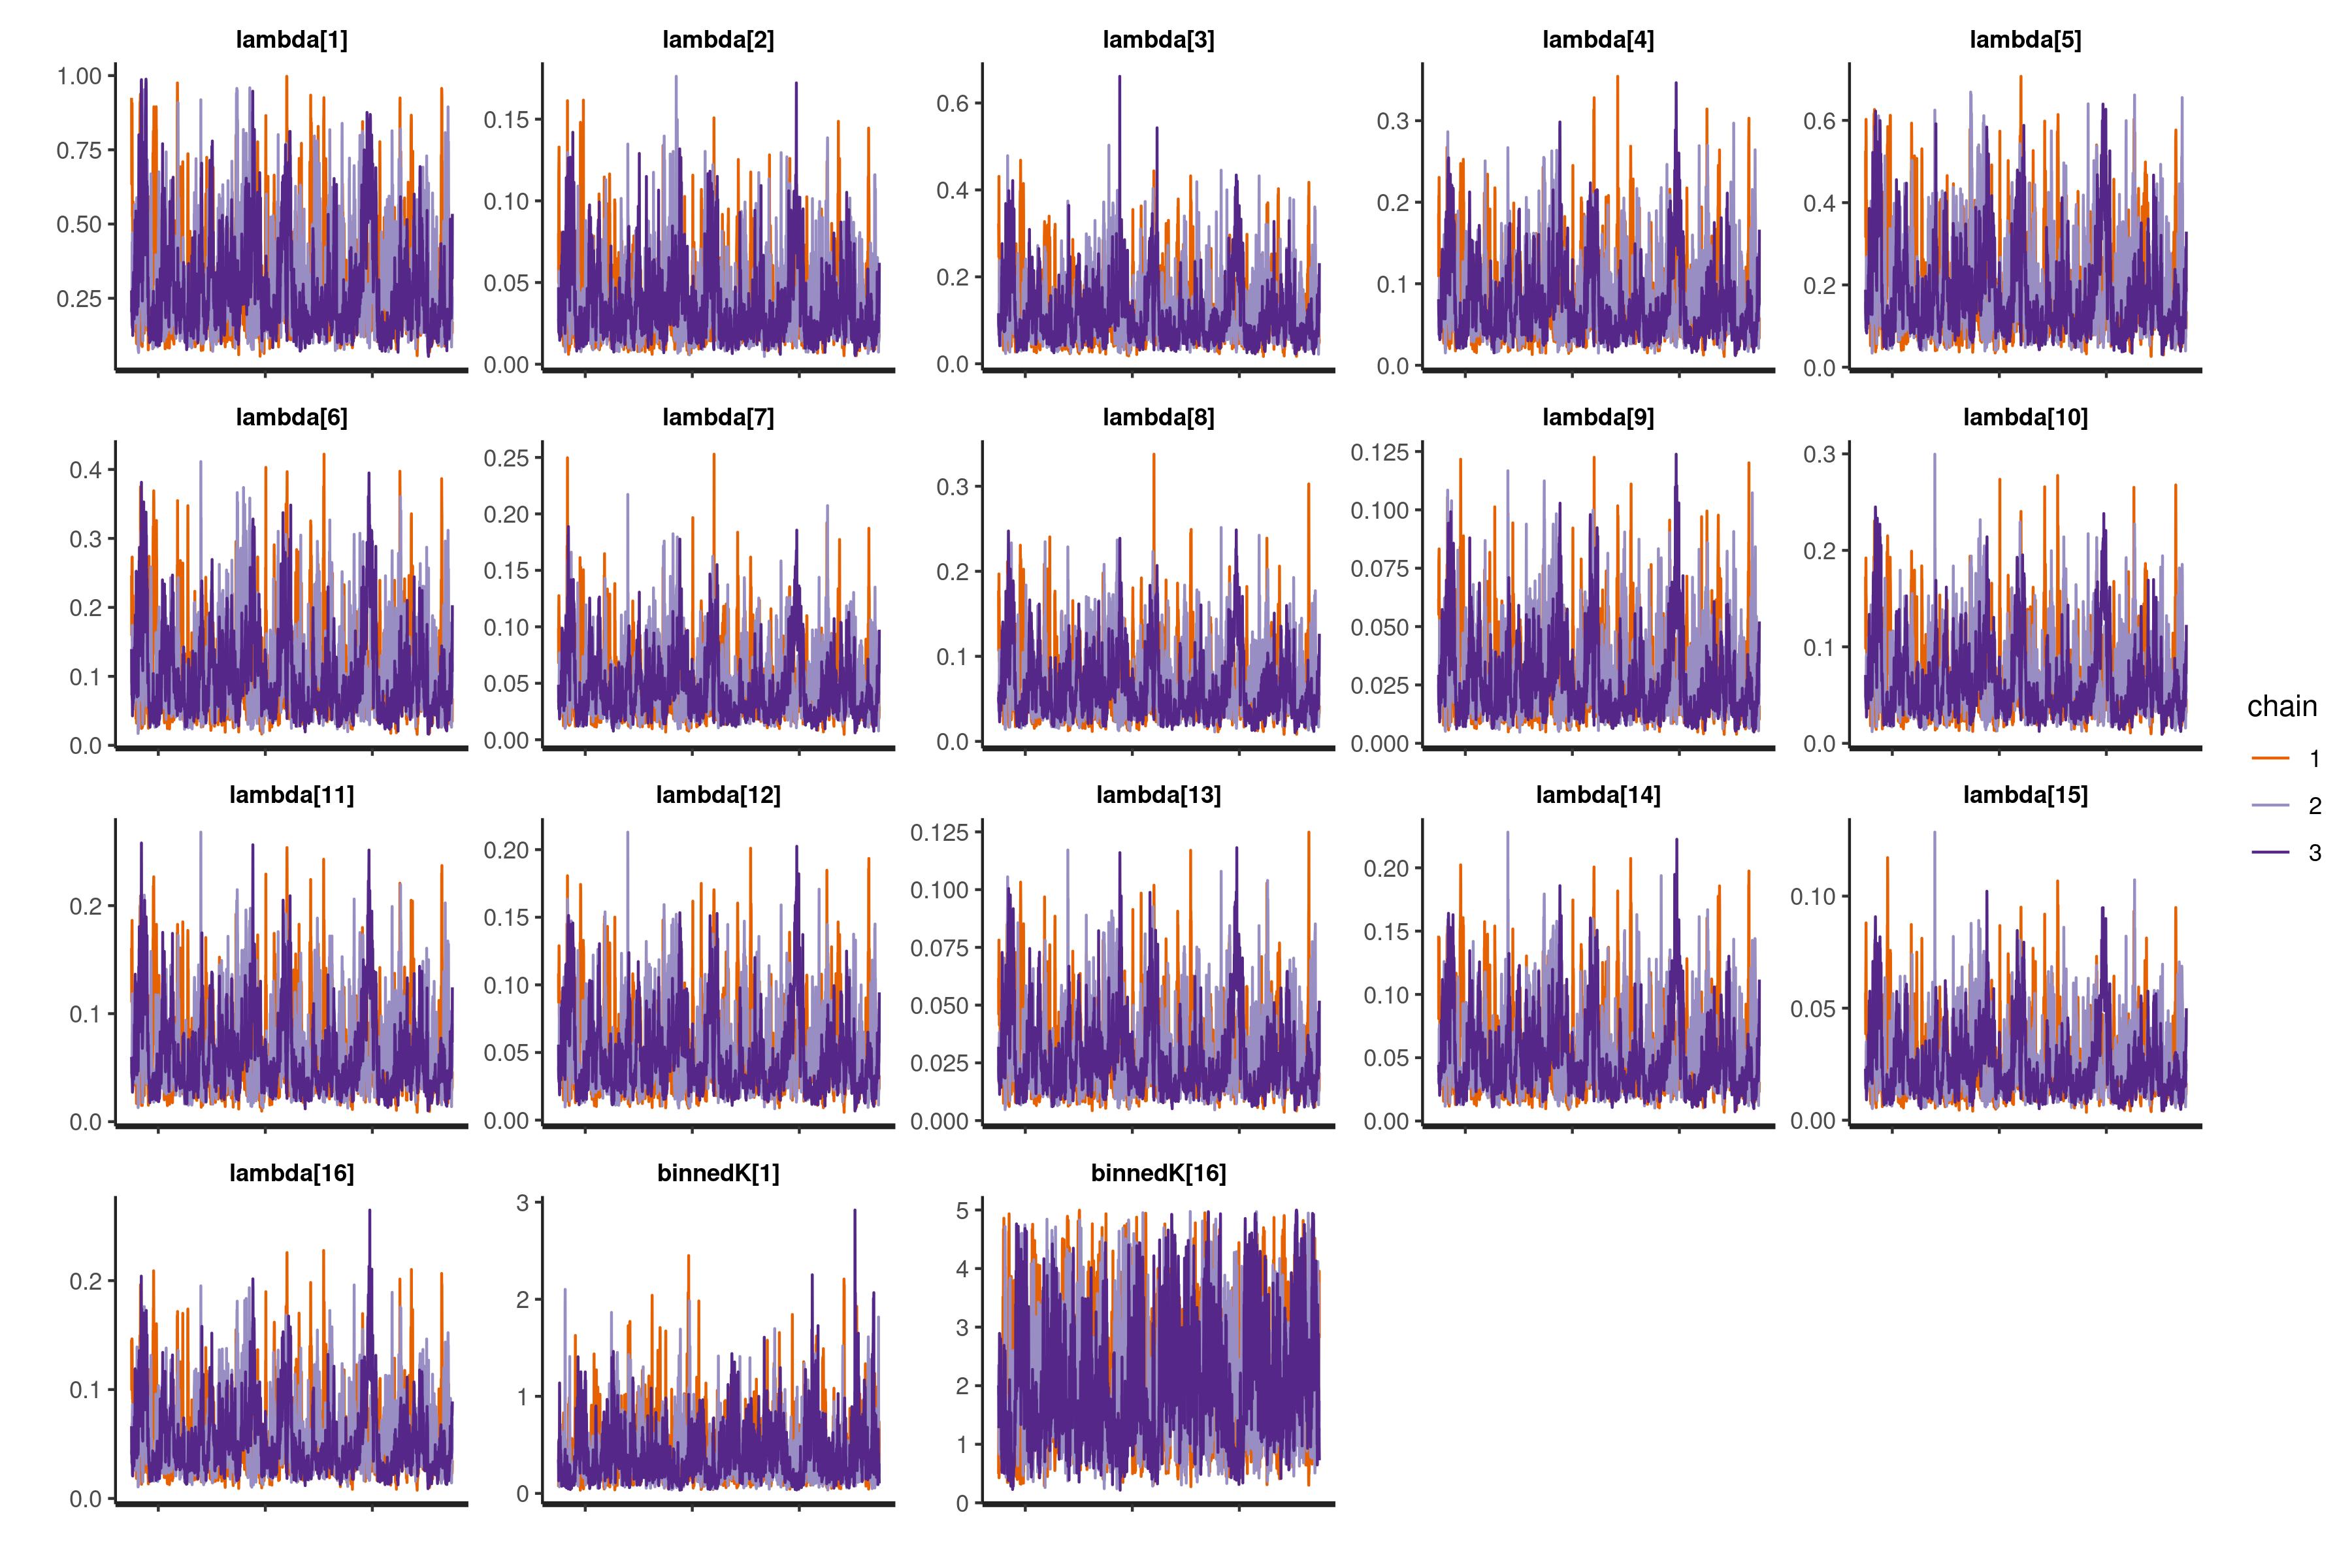 lambda[1] lambda[2] lambda[3] lambda[4] lambda[5]
1.00 0.75 0.50 0.25
0.15 0.10 0.05 0.00
0.6 0.4 0.2 0.0
0.3 0.2 0.1 0.0
0.6 0.4 0.2 0.0
lambda[6] lambda[7] lambda[8] lambda[9] lambda[10]
0.4 0.3 0.2 0.1 0.0
0.25 0.20 0.15 0.10 0.05 0.00
0.3 0.2 0.1 0.0
0.125 0.100 0.075 0.050 0.025 0.000
0.3 0.2 0.1 0.0
lambda[11] lambda[12] lambda[13] lambda[14] lambda[15]
0.2 0.1 0.0
0.20 0.15 0.10 0.05 0.00
0.125 0.100 0.075 0.050 0.025 0.000
0.20 0.15 0.10 0.05 0.00
0.10 0.05 0.00
lambda[16] binnedK[1] binnedK[16]
0.2 0.1 0.0
3 2 1 0
5 4 3 2 1 0
chain
1
2
3